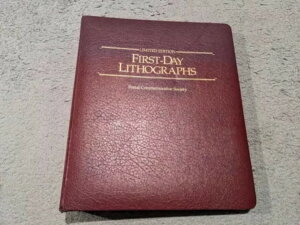 LIMITED EDITION
FIRST-DAY
LITHOGRAPHS
Postal Commemorative Society